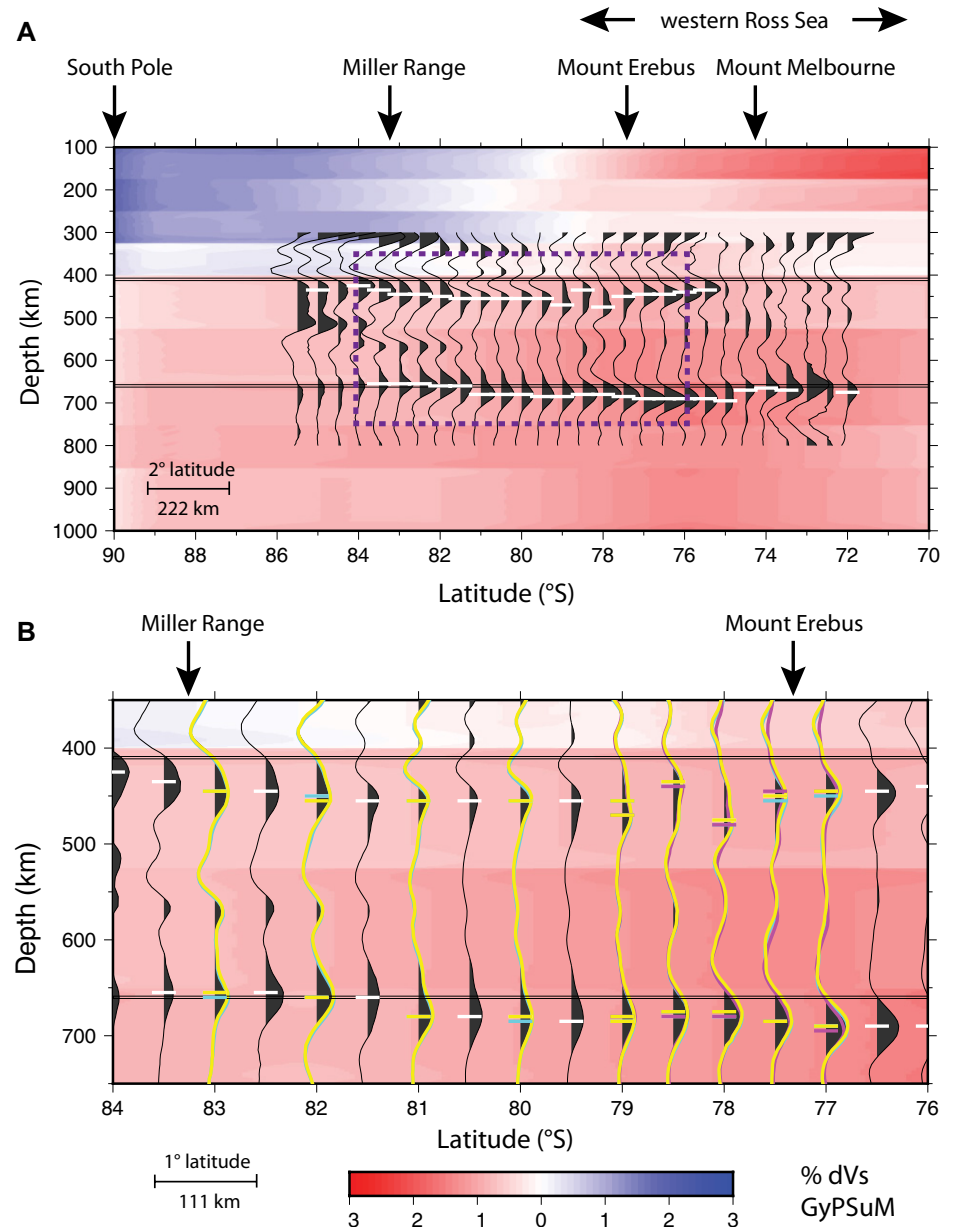 A
western Ross Sea
South Pole
Miller Range
Mount Erebus
Mount Melbourne
100
200
300
400
500
600
700
800
900
1000
Depth (km)
2° latitude
222 km
90 88 86 84 82 80 78 76 74 72 70
Latitude (°S)
B
Miller Range
Mount Erebus
400
500
600
700
Depth (km)
84 83 82 81 80 79 78 77 76
Latitude (°S)
1° latitude
111 km
3 2 1 0 1 2 3
% dVs
GyPSuM